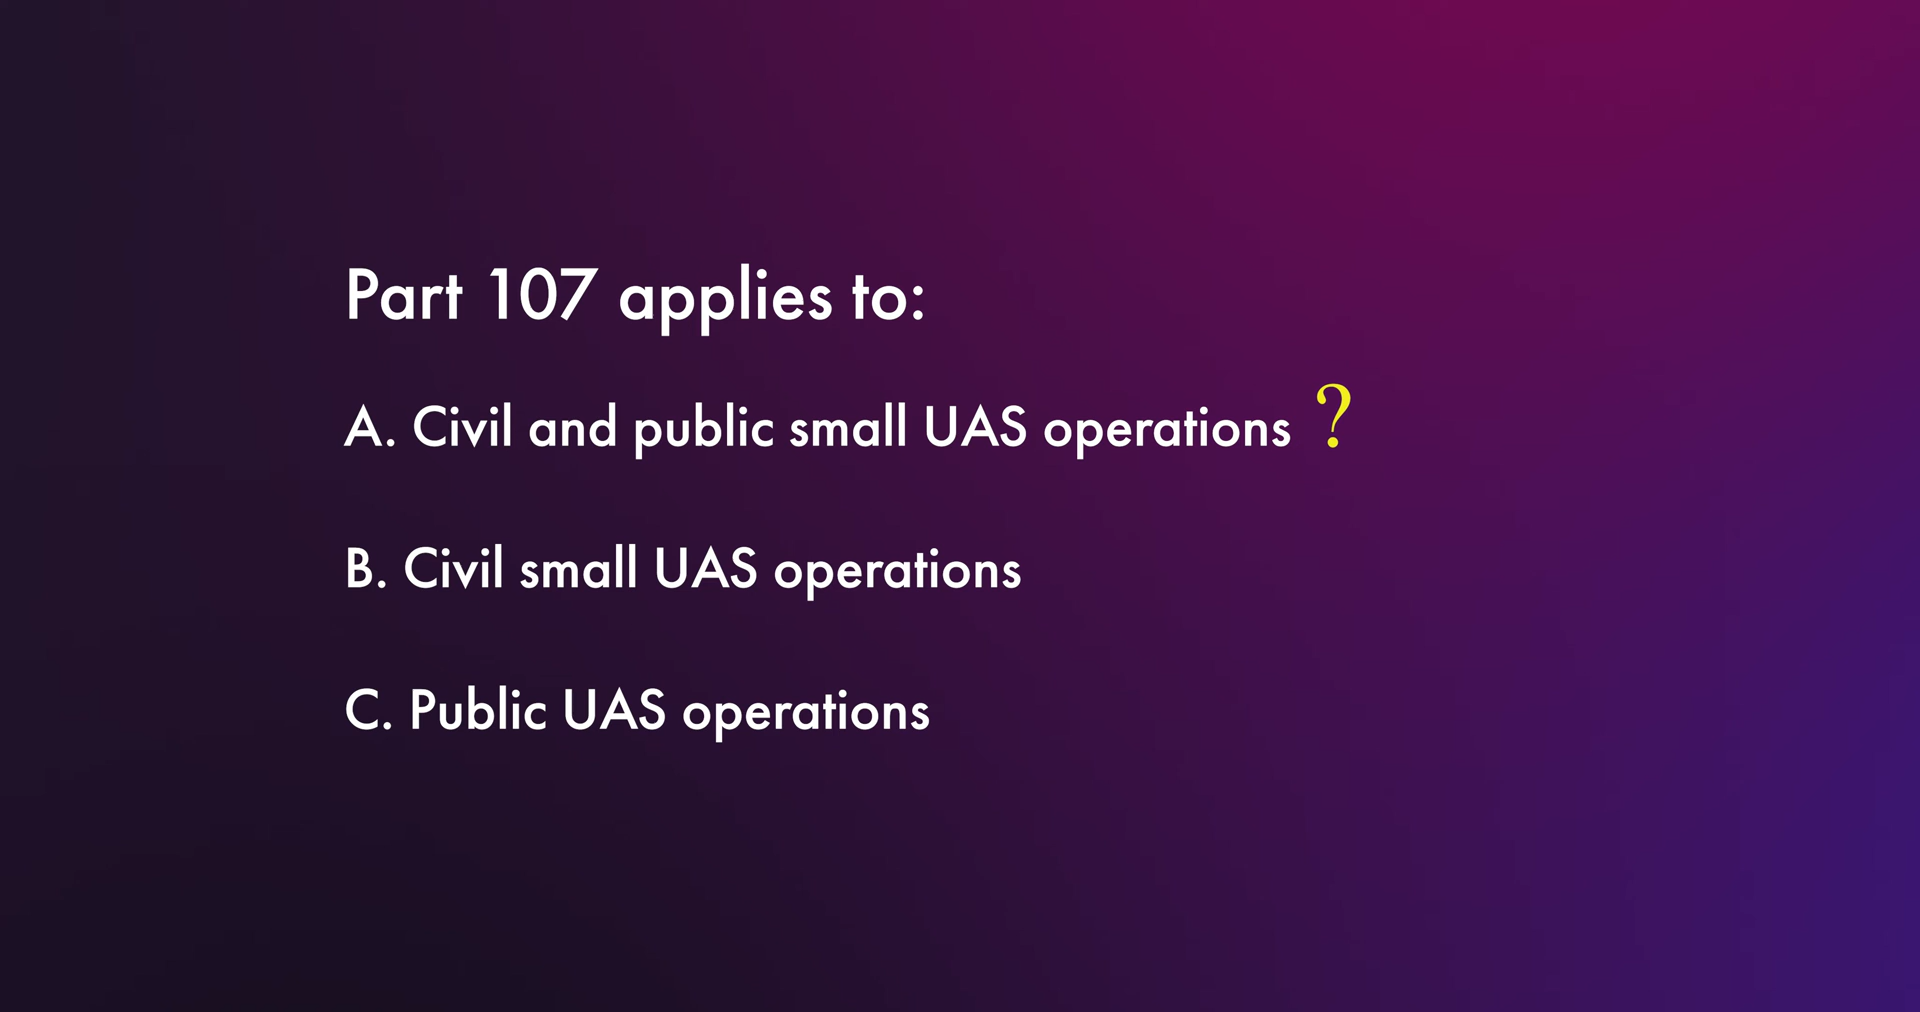 Part 107 applies to:
A. Civil and public small UAS operations ?
B. Civil small UAS operations
C. Public UAS operations